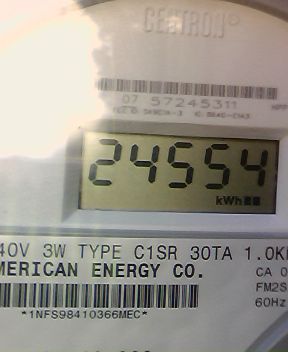 CENTRON®
07 57245311
24554
kWh
40V 3W TYPE C1SR 30TA 1.0K
MERICAN ENERGY CO.
CA 0
FM2S
60Hz
*1NFS98410366MEC*